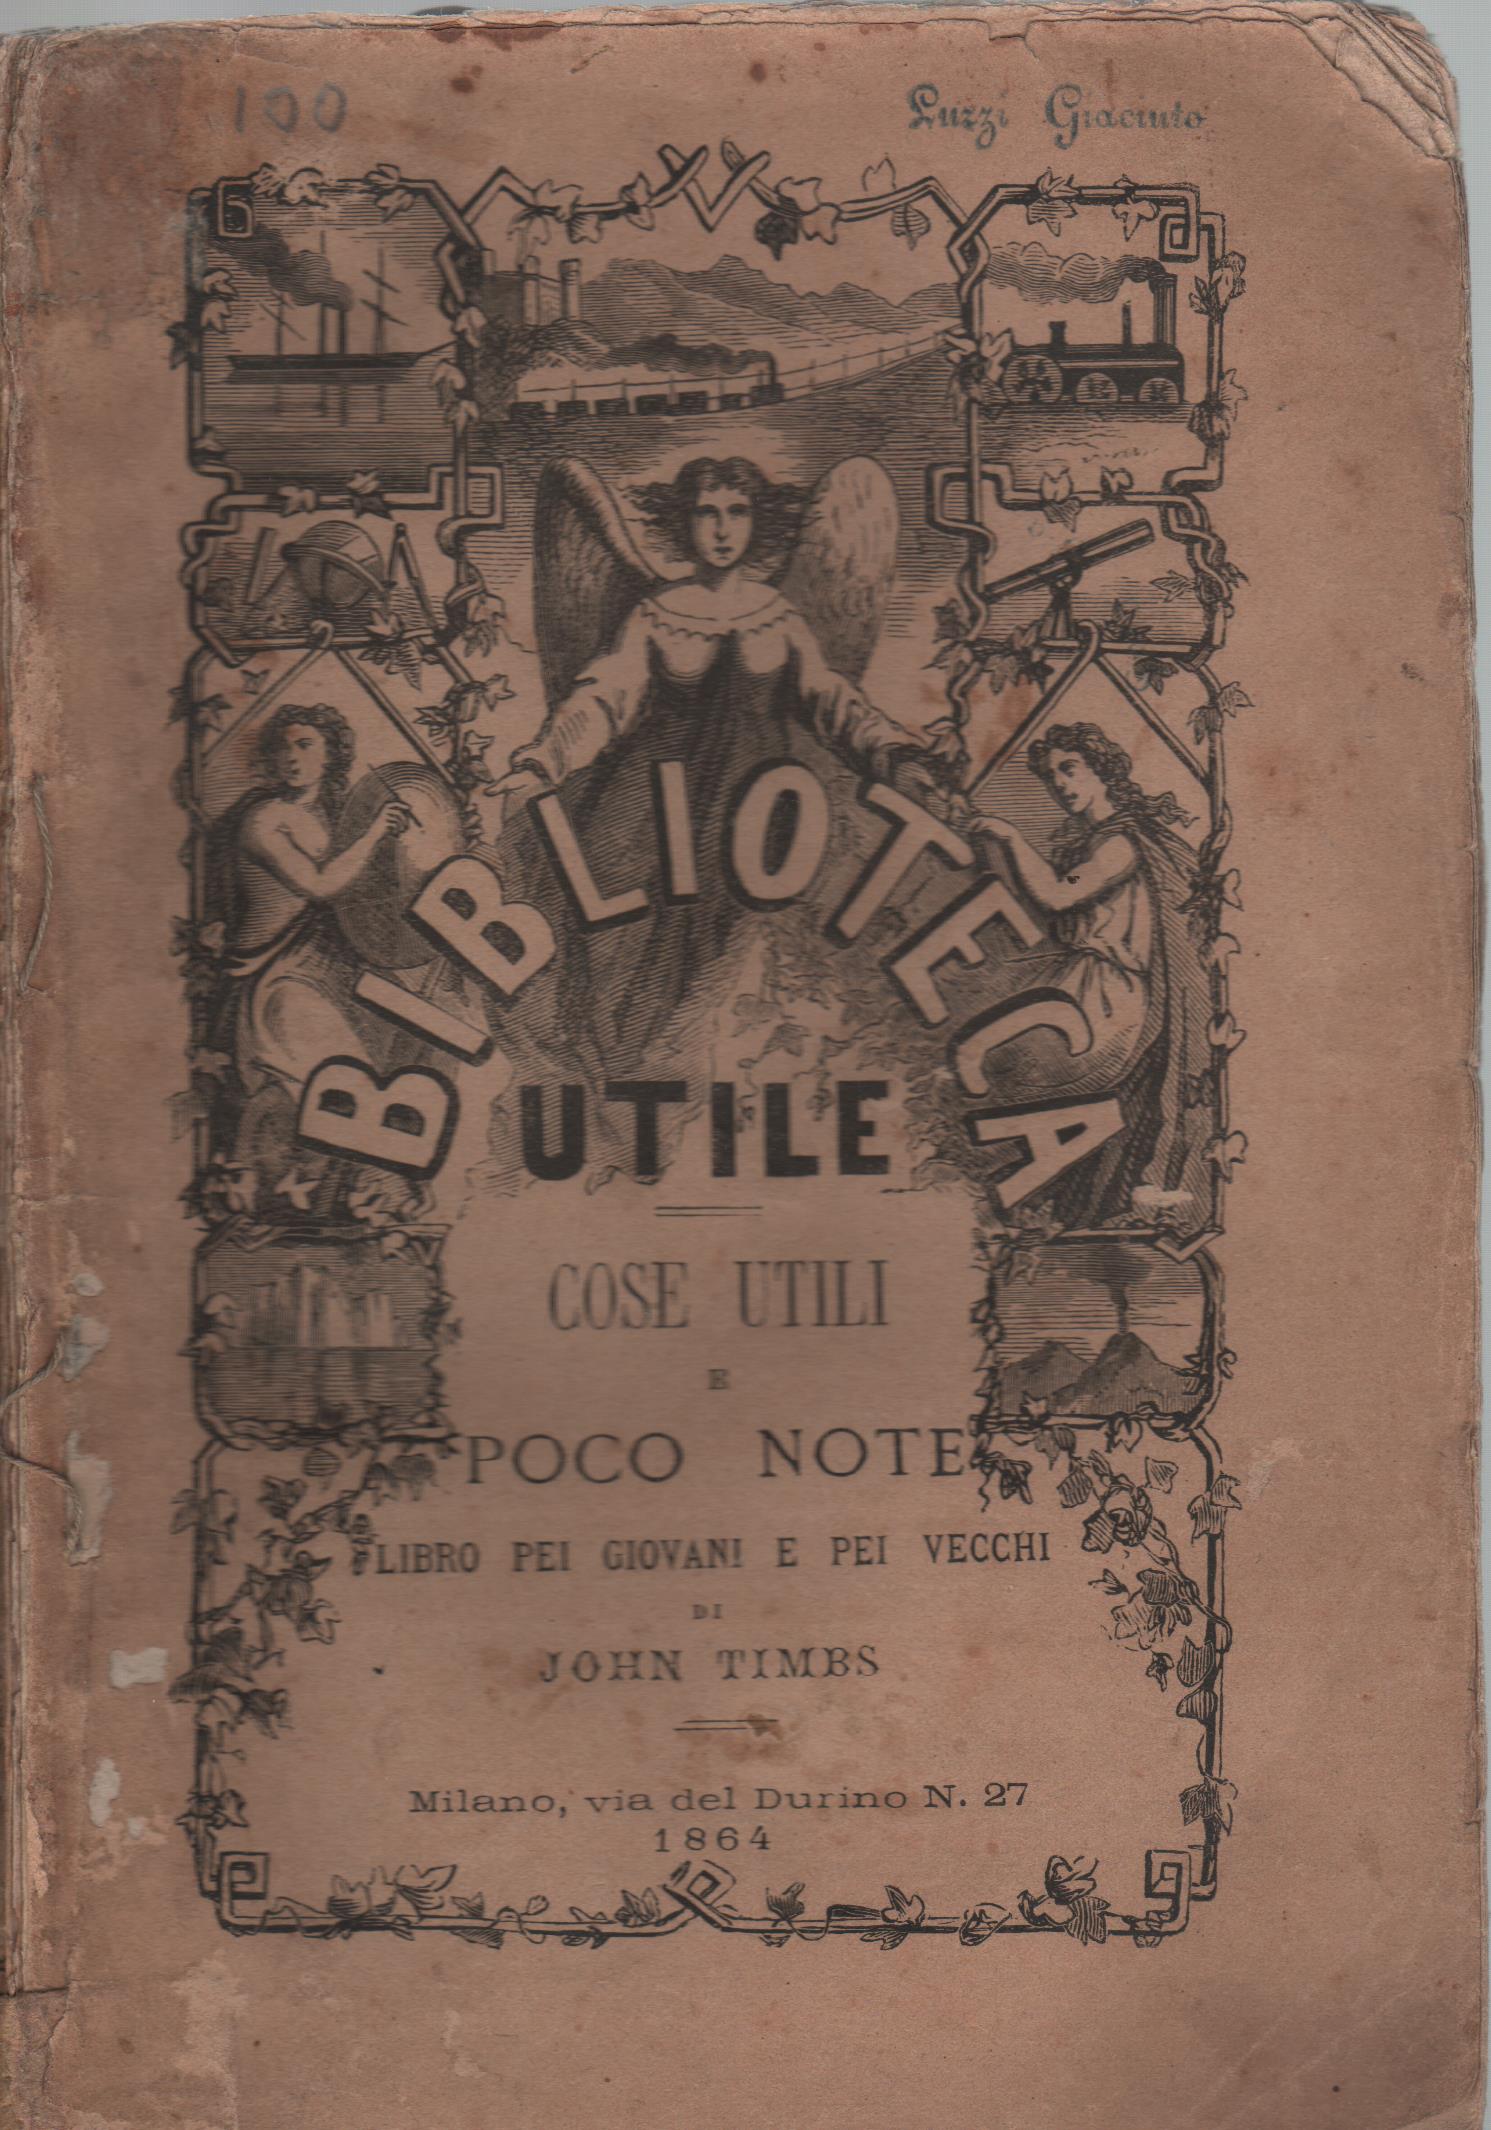 100
Luzzi Giacinto
BIBLIOTECA
UTILE
COSE UTILI
E
POCO NOTE
LIBRO PEI GIOVANI E PEI VECCHI
DI
JOHN TIMBS
Milano, via del Durino N. 27
1864